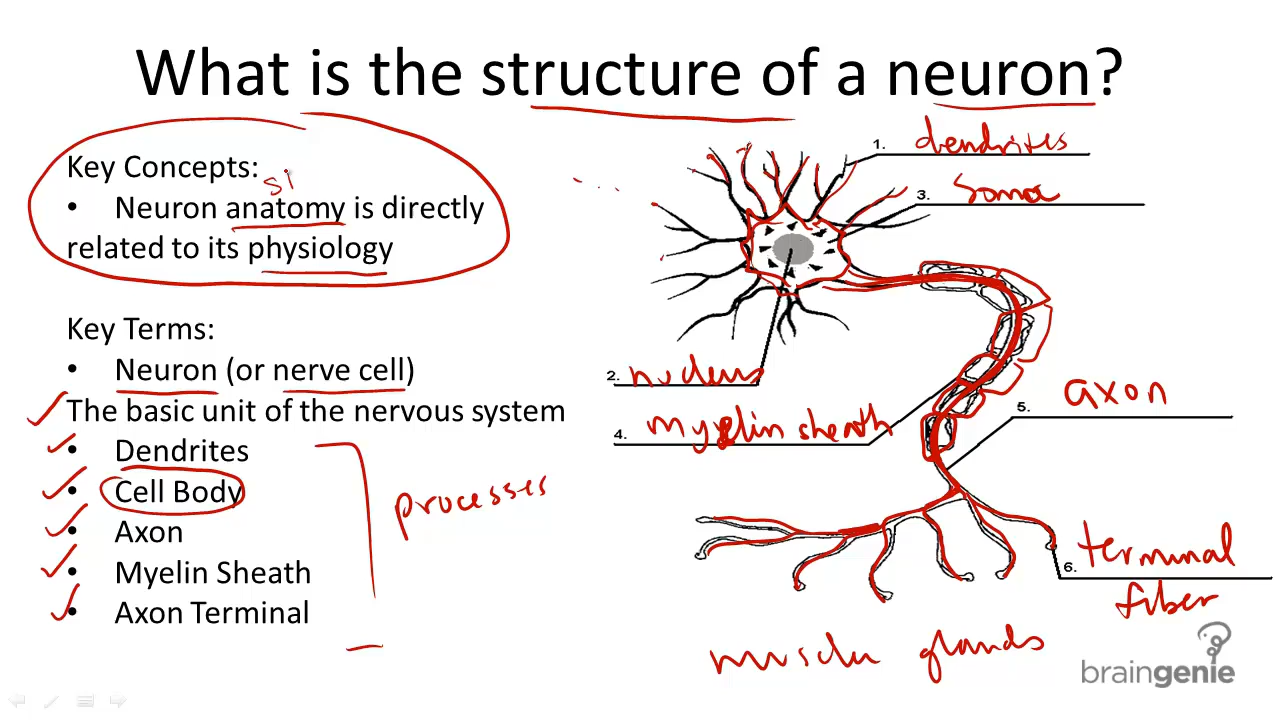 What is the structure of a neuron?
Key Concepts:
si
• Neuron anatomy is directly
related to its physiology
Key Terms:
• Neuron (or nerve cell)
The basic unit of the nervous system
• Dendrites
• Cell Body
• Axon
• Myelin Sheath
• Axon Terminal
processes
1. dendrites
3. soma
2. nucleus
4. myelin sheath
5. axon
6. terminal
fiber
muscle glands
braingenie